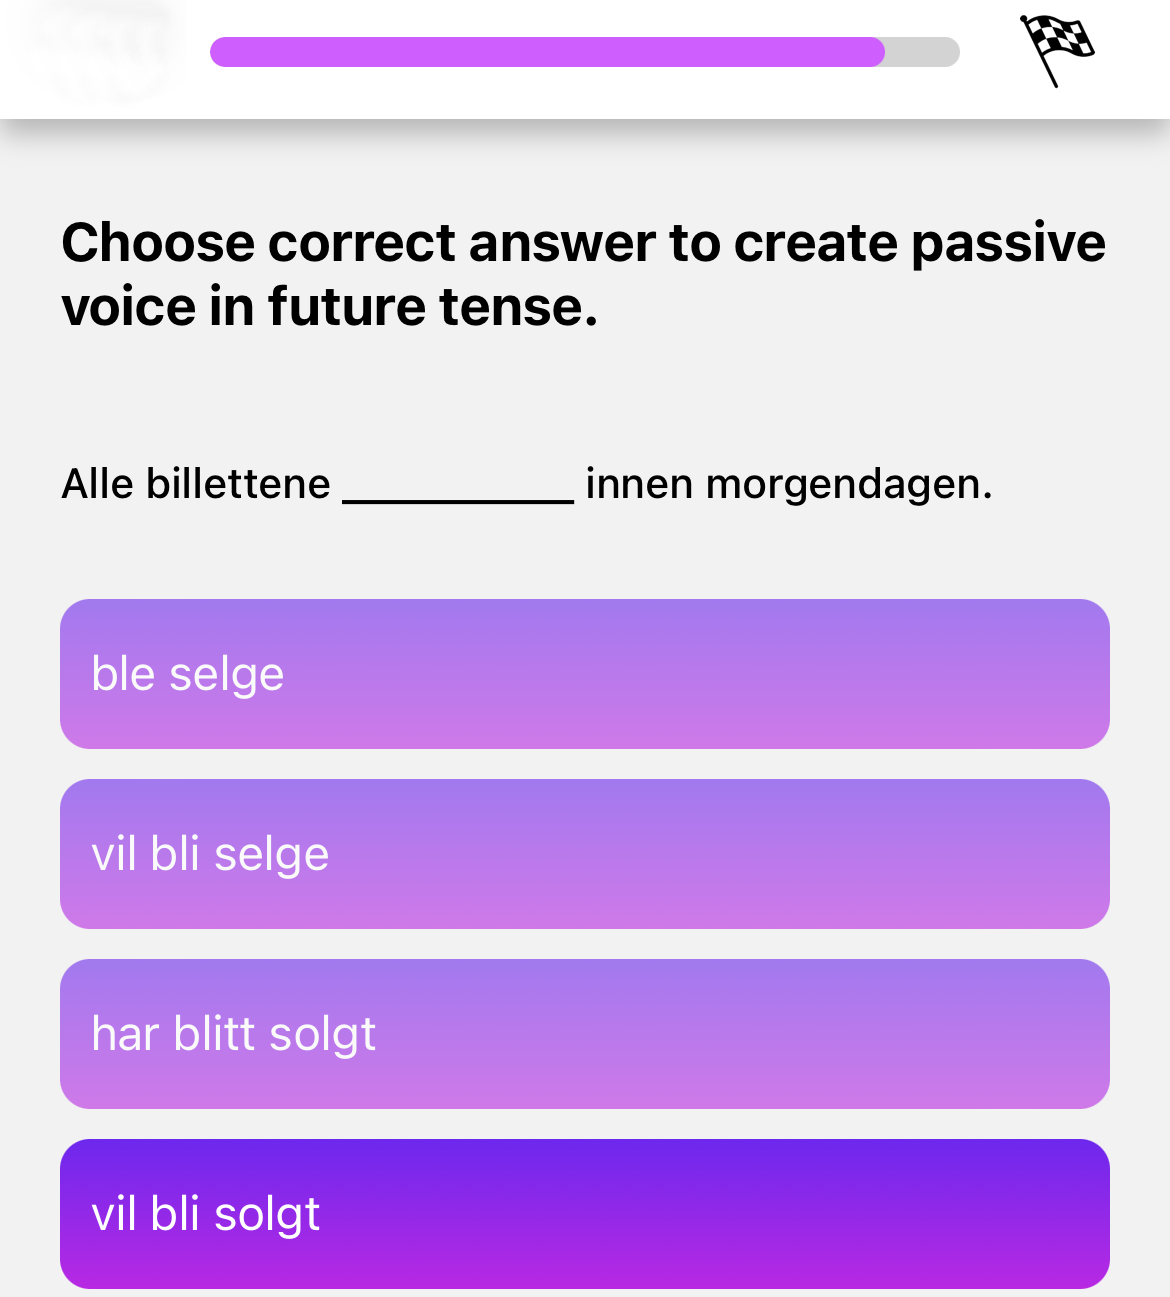 Choose correct answer to create passive
voice in future tense.
Alle billettene __________ innen morgendagen.
ble selge
vil bli selge
har blitt solgt
vil bli solgt